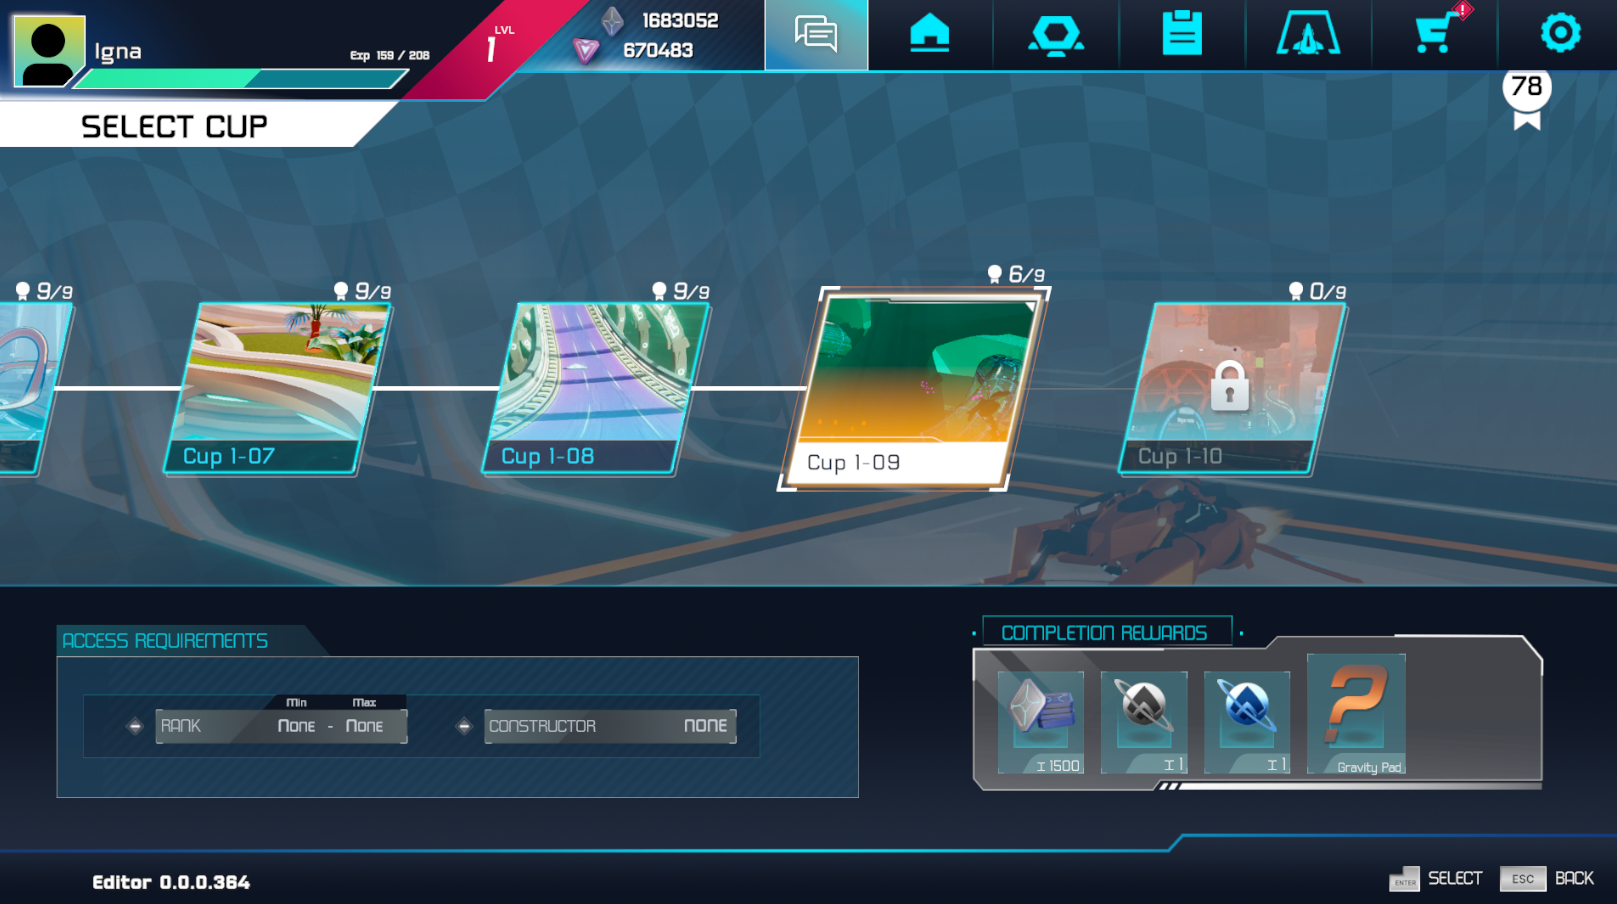 Igna
Exp 159 / 208
LVL
1
1683052
670483
!
78
SELECT CUP
9/9
9/9
9/9
6/9
0/9
Cup 1-07
Cup 1-08
Cup 1-09
Cup 1-10
ACCESS REQUIREMENTS
Min
Max
RANK
None - None
CONSTRUCTOR
NONE
COMPLETION REWARDS
X 1500
X 1
X 1
?
Gravity Pad
Editor 0.0.0.364
ENTER SELECT
ESC BACK